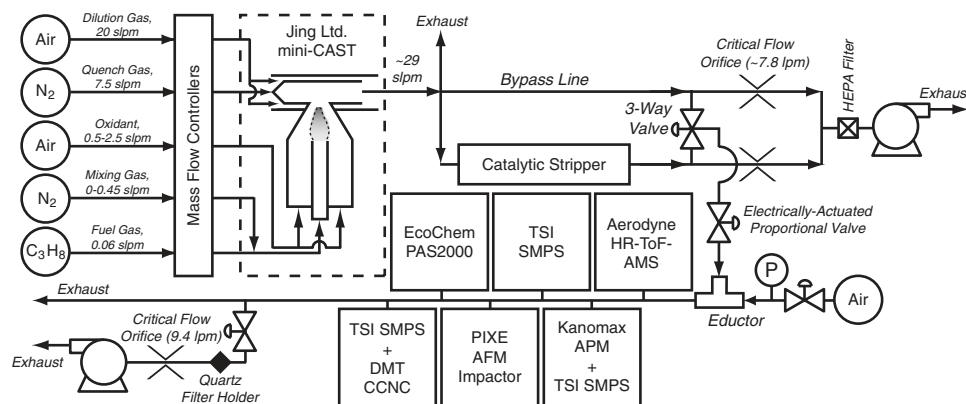 Dilution Gas,
20 slpm
Air
Quench Gas,
7.5 slpm
N2
Oxidant,
0.5-2.5 slpm
Air
Mixing Gas,
0-0.45 slpm
N2
Fuel Gas,
0.06 slpm
C3H8
Mass Flow Controllers
Jing Ltd.
mini-CAST
~29
slpm
Exhaust
Bypass Line
Critical Flow
Orifice (~7.8 lpm)
3-Way
Valve
HEPA Filter
Exhaust
Catalytic Stripper
Electrically-Actuated
Proportional Valve
EcoChem
PAS2000
TSI
SMPS
Aerodyne
HR-ToF-
AMS
P
Air
Eductor
Exhaust
Critical Flow
Orifice (9.4 lpm)
Exhaust
Quartz
Filter Holder
TSI SMPS
+
DMT
CCNC
PIXE
AFM
Impactor
Kanomax
APM
+
TSI SMPS